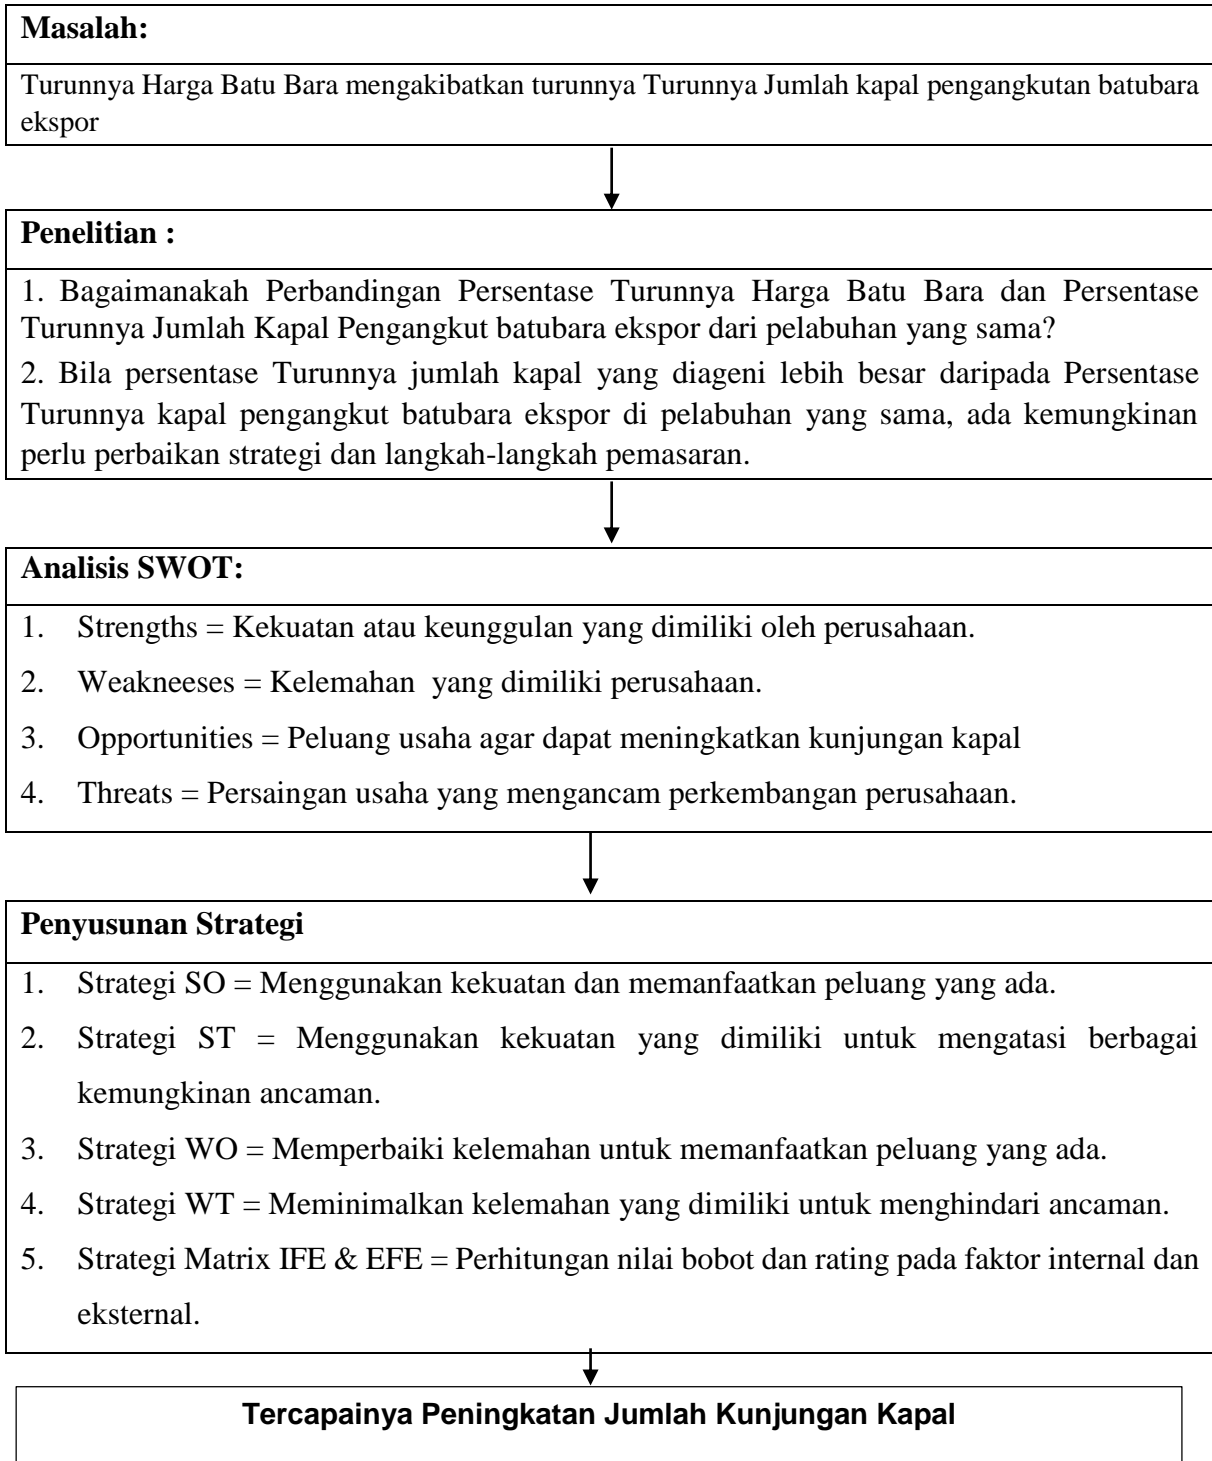 Masalah:
Turunnya Harga Batu Bara mengakibatkan turunnya Turunnya Jumlah kapal pengangkutan batubara
ekspor
Penelitian :
1. Bagaimanakah Perbandingan Persentase Turunnya Harga Batu Bara dan Persentase
Turunnya Jumlah Kapal Pengangkut batubara ekspor dari pelabuhan yang sama?
2. Bila persentase Turunnya jumlah kapal yang diageni lebih besar daripada Persentase
Turunnya kapal pengangkut batubara ekspor di pelabuhan yang sama, ada kemungkinan
perlu perbaikan strategi dan langkah-langkah pemasaran.
Analisis SWOT:
1. Strengths = Kekuatan atau keunggulan yang dimiliki oleh perusahaan.
2. Weakneeses = Kelemahan yang dimiliki perusahaan.
3. Opportunities = Peluang usaha agar dapat meningkatkan kunjungan kapal
4. Threats = Persaingan usaha yang mengancam perkembangan perusahaan.
Penyusunan Strategi
1. Strategi SO = Menggunakan kekuatan dan memanfaatkan peluang yang ada.
2. Strategi ST = Menggunakan kekuatan yang dimiliki untuk mengatasi berbagai
kemungkinan ancaman.
3. Strategi WO = Memperbaiki kelemahan untuk memanfaatkan peluang yang ada.
4. Strategi WT = Meminimalkan kelemahan yang dimiliki untuk menghindari ancaman.
5. Strategi Matrix IFE & EFE = Perhitungan nilai bobot dan rating pada faktor internal dan
eksternal.
Tercapainya Peningkatan Jumlah Kunjungan Kapal